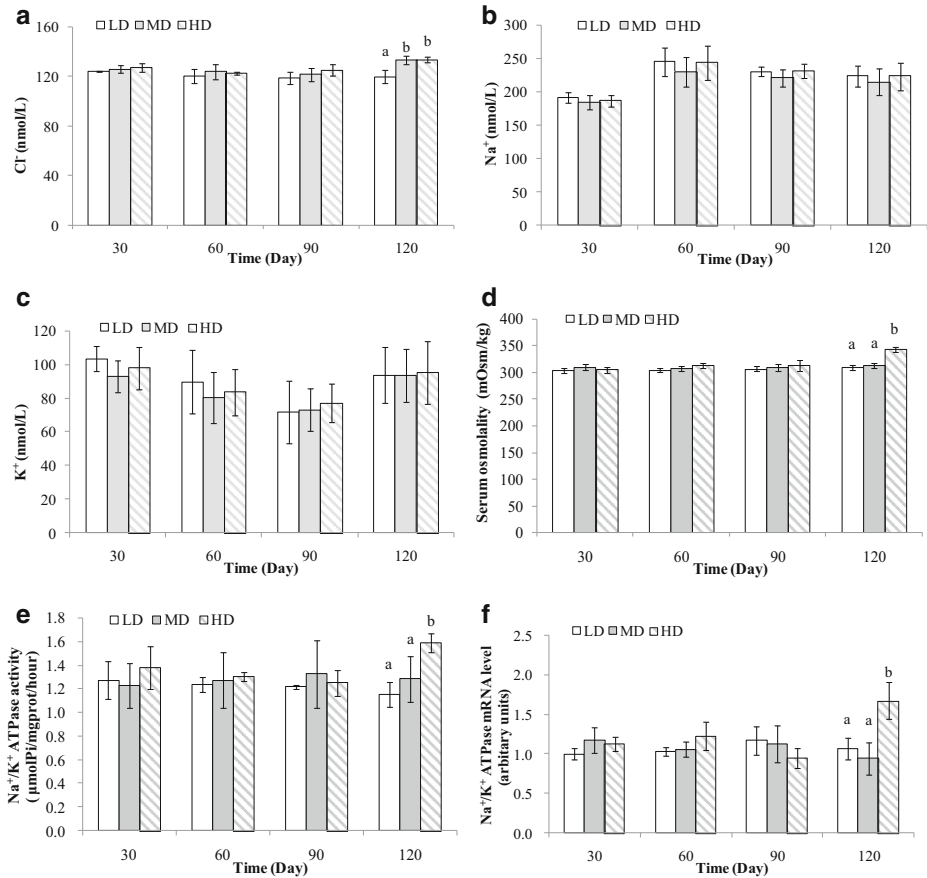 a
LD MD HD
160
120
80
40
0
Cl⁻ (nmol/L)
a b b
30 60 90 120
Time (Day)
b
LD MD HD
300
250
200
150
100
50
0
Na⁺ (nmol/L)
30 60 90 120
Time (Day)
c
LD MD HD
120
100
80
60
40
20
0
K⁺ (nmol/L)
30 60 90 120
Time (Day)
d
LD MD HD
400
350
300
250
200
150
100
50
0
Serum osmolality (mOsm/kg)
a a b
30 60 90 120
Time (Day)
e
LD MD HD
1.8
1.6
1.4
1.2
1.0
0.8
0.6
0.4
0.2
0.0
Na⁺/K⁺ ATPase activity
(μmolPi/mgprot/hour)
a a b
30 60 90 120
Time (Day)
f
LD MD HD
2.5
2.0
1.5
1.0
0.5
0.0
Na⁺/K⁺ ATPase mRNA level
(arbitary units)
a a b
30 60 90 120
Time (Day)